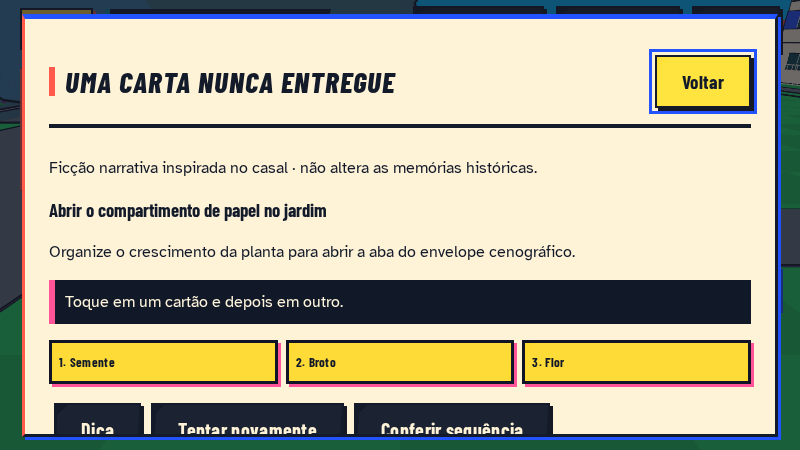 UMA CARTA NUNCA ENTREGUE
Voltar
Ficção narrativa inspirada no casal · não altera as memórias históricas.
Abrir o compartimento de papel no jardim
Organize o crescimento da planta para abrir a aba do envelope cenográfico.
Toque em um cartão e depois em outro.
1. Semente
2. Broto
3. Flor
Dica
Tentar novamente
Conferir sequência